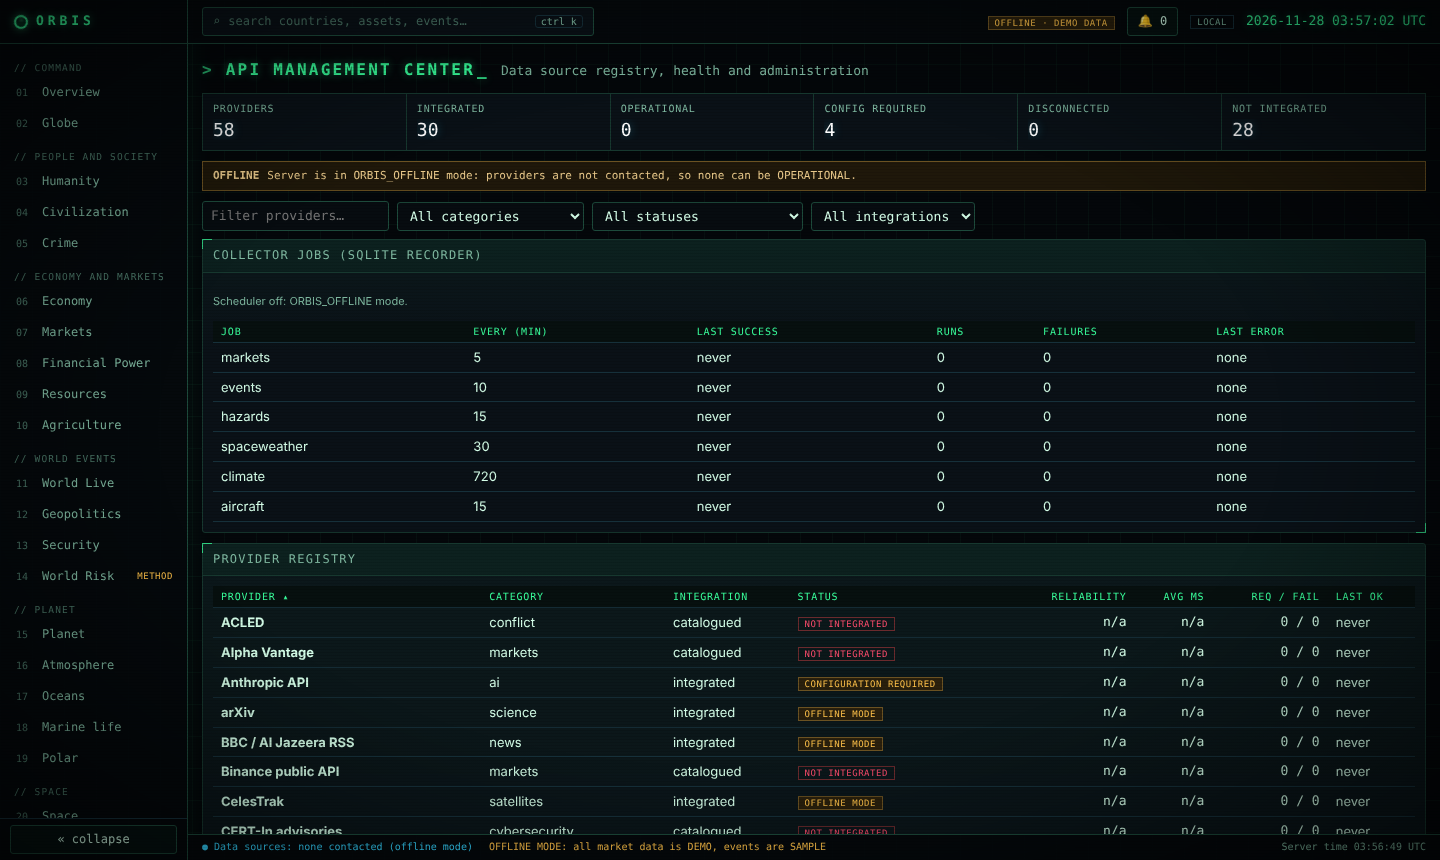 ORBIS
search countries, assets, events… ctrl k
OFFLINE · DEMO DATA
🔔 0
LOCAL
2026-11-28 03:57:02 UTC
// COMMAND
01 Overview
02 Globe
// PEOPLE AND SOCIETY
03 Humanity
04 Civilization
05 Crime
// ECONOMY AND MARKETS
06 Economy
07 Markets
08 Financial Power
09 Resources
10 Agriculture
// WORLD EVENTS
11 World Live
12 Geopolitics
13 Security
14 World Risk METHOD
// PLANET
15 Planet
16 Atmosphere
17 Oceans
18 Marine life
19 Polar
// SPACE
20 Space
« collapse
> API MANAGEMENT CENTER_ Data source registry, health and administration
PROVIDERS INTEGRATED OPERATIONAL CONFIG REQUIRED DISCONNECTED NOT INTEGRATED
58 30 0 4 0 28
OFFLINE Server is in ORBIS_OFFLINE mode: providers are not contacted, so none can be OPERATIONAL.
Filter providers… All categories All statuses All integrations
COLLECTOR JOBS (SQLITE RECORDER)
Scheduler off: ORBIS_OFFLINE mode.
JOB EVERY (MIN) LAST SUCCESS RUNS FAILURES LAST ERROR
markets 5 never 0 0 none
events 10 never 0 0 none
hazards 15 never 0 0 none
spaceweather 30 never 0 0 none
climate 720 never 0 0 none
aircraft 15 never 0 0 none
PROVIDER REGISTRY
PROVIDER ▴ CATEGORY INTEGRATION STATUS RELIABILITY AVG MS REQ / FAIL LAST OK
ACLED conflict catalogued NOT INTEGRATED n/a n/a 0 / 0 never
Alpha Vantage markets catalogued NOT INTEGRATED n/a n/a 0 / 0 never
Anthropic API ai integrated CONFIGURATION REQUIRED n/a n/a 0 / 0 never
arXiv science integrated OFFLINE MODE n/a n/a 0 / 0 never
BBC / Al Jazeera RSS news integrated OFFLINE MODE n/a n/a 0 / 0 never
Binance public API markets catalogued NOT INTEGRATED n/a n/a 0 / 0 never
CelesTrak satellites integrated OFFLINE MODE n/a n/a 0 / 0 never
CERT-In advisories cybersecurity catalogued NOT INTEGRATED n/a n/a 0 / 0 never
● Data sources: none contacted (offline mode) OFFLINE MODE: all market data is DEMO, events are SAMPLE
Server time 03:56:49 UTC